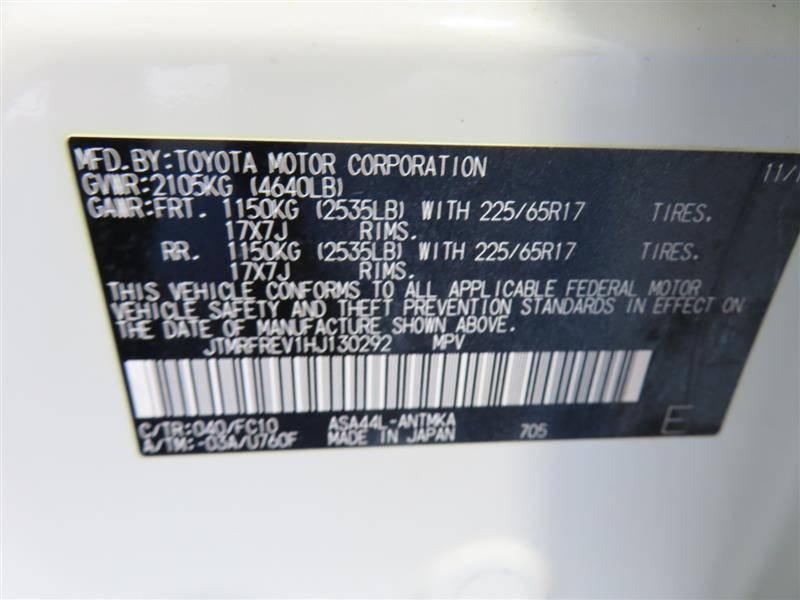 MFD.BY:TOYOTA MOTOR CORPORATION 11/1
GVWR:2105KG (4640LB)
GAWR:FRT. 1150KG (2535LB) WITH 225/65R17 TIRES.
17X7J RIMS.
RR. 1150KG (2535LB) WITH 225/65R17 TIRES.
17X7J RIMS.
THIS VEHICLE CONFORMS TO ALL APPLICABLE FEDERAL MOTOR
VEHICLE SAFETY AND THEFT PREVENTION STANDARDS IN EFFECT ON
THE DATE OF MANUFACTURE SHOWN ABOVE.
JTMRFREV1HJ130292 MPV
C/TR:040/FC10 ASA44L-ANTMKA 705 E
A/TM:-03A/U760F MADE IN JAPAN